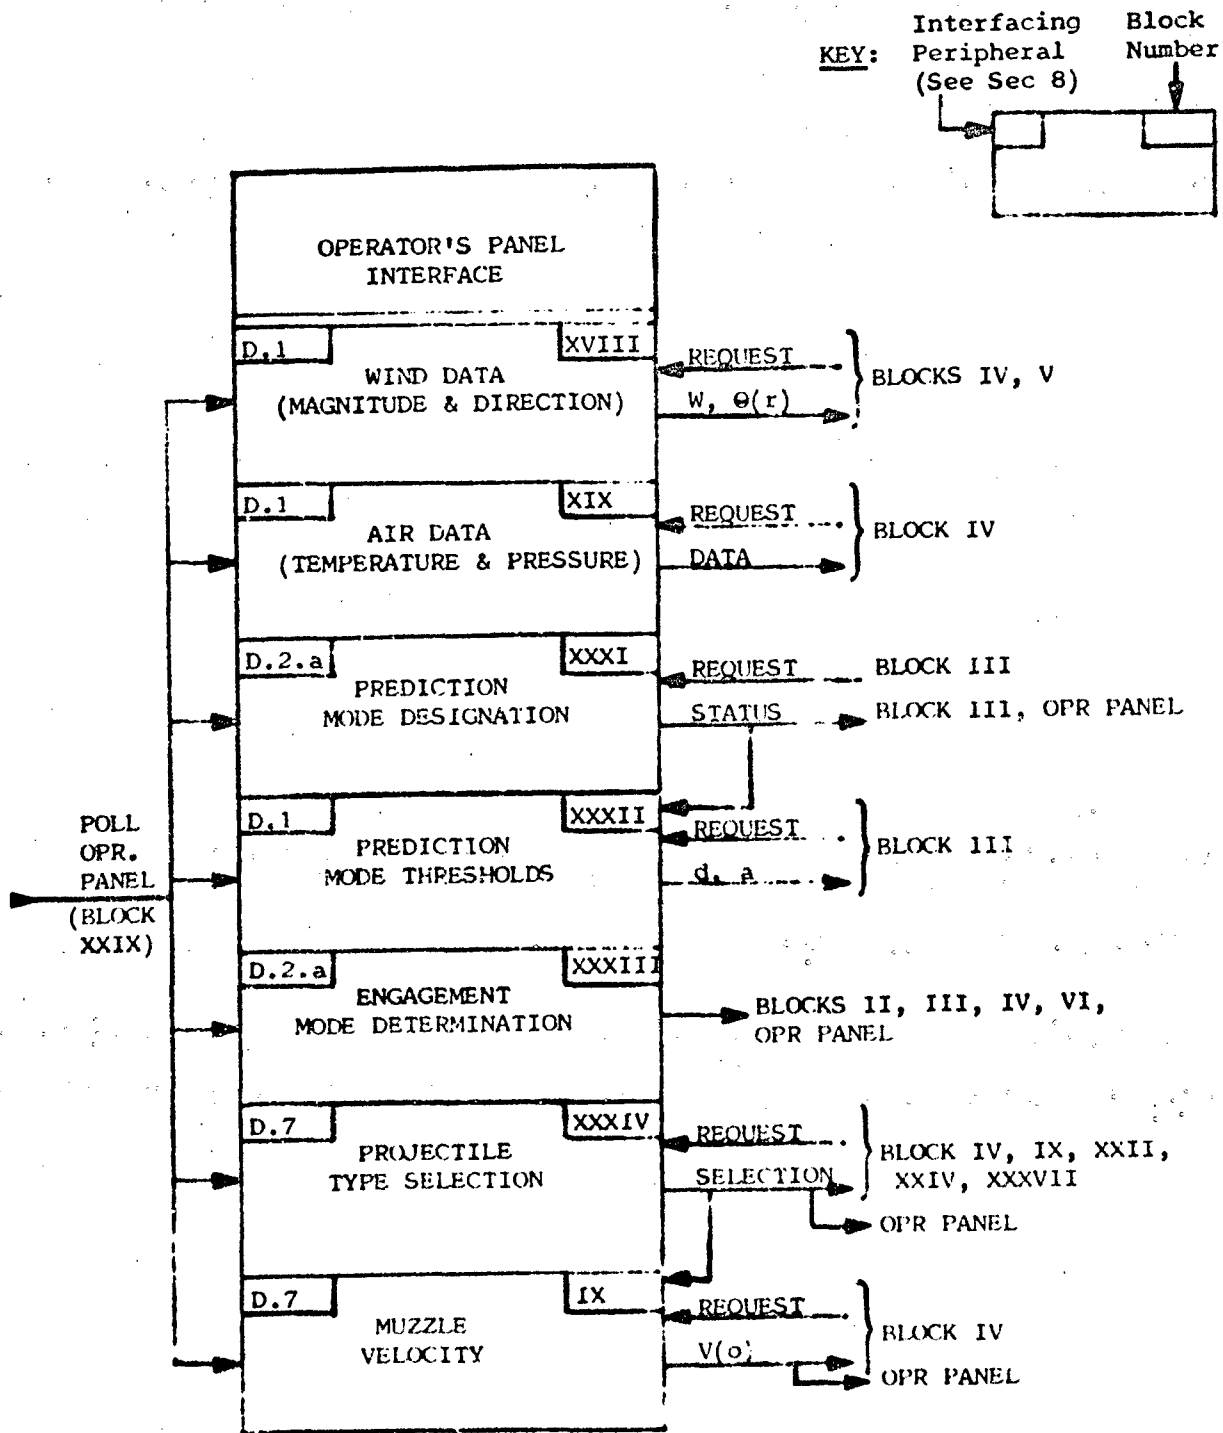 KEY:
Interfacing
Peripheral
(See Sec 8)
Block
Number
OPERATOR'S PANEL
INTERFACE
D.1
XVIII
WIND DATA
(MAGNITUDE & DIRECTION)
REQUEST
W, Θ(r)
BLOCKS IV, V
D.1
XIX
AIR DATA
(TEMPERATURE & PRESSURE)
REQUEST
DATA
BLOCK IV
D.2.a
XXXI
PREDICTION
MODE DESIGNATION
REQUEST
BLOCK III
STATUS
BLOCK III, OPR PANEL
POLL
OPR.
PANEL
(BLOCK
XXIX)
D.1
XXXII
PREDICTION
MODE THRESHOLDS
REQUEST
d, a
BLOCK III
D.2.a
XXXIII
ENGAGEMENT
MODE DETERMINATION
BLOCKS II, III, IV, VI,
OPR PANEL
D.7
XXXIV
PROJECTILE
TYPE SELECTION
REQUEST
SELECTION
BLOCK IV, IX, XXII,
XXIV, XXXVII
OPR PANEL
D.7
IX
MUZZLE
VELOCITY
REQUEST
V(o)
BLOCK IV
OPR PANEL